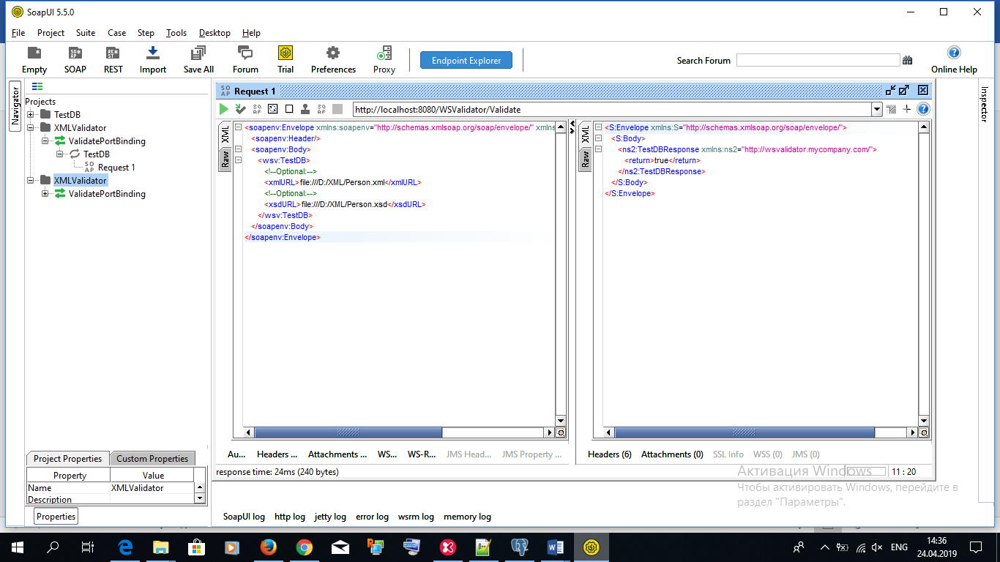 SoapUI 5.5.0
File Project Suite Case Step Tools Desktop Help
Empty SOAP REST Import Save All Forum Trial Preferences Proxy Endpoint Explorer Search Forum Online Help
Navigator
Projects
TestDB
XMLValidator
ValidatePortBinding
TestDB
Request 1
XMLValidator
ValidatePortBinding
Project Properties Custom Properties
Property Value
Name XMLValidator
Description
Properties
Request 1
http://localhost:8080/WSValidator/Validate
XML
Raw
<soapenv:Envelope xmlns:soapenv="http://schemas.xmlsoap.org/soap/envelope/" xmlns
<soapenv:Header/>
<soapenv:Body>
<wsv:TestDB>
<!--Optional:-->
<xmlURL>file:///D:/XML/Person.xml</xmlURL>
<!--Optional:-->
<xsdURL>file:///D:/XML/Person.xsd</xsdURL>
</wsv:TestDB>
</soapenv:Body>
</soapenv:Envelope>
Au... Headers ... Attachments ... WS... WS-R... JMS Head... JMS Property ...
XML
Raw
<S:Envelope xmlns:S="http://schemas.xmlsoap.org/soap/envelope/">
<S:Body>
<ns2:TestDBResponse xmlns:ns2="http://wsvalidator.mycompany.com/">
<return>true</return>
</ns2:TestDBResponse>
</S:Body>
</S:Envelope>
Headers (6) Attachments (0) SSL Info WSS (0) JMS (0)
response time: 24ms (240 bytes)
11 : 20
Inspector
Активация Windows
Чтобы активировать Windows, перейдите в
раздел "Параметры".
SoapUI log http log jetty log error log wsrm log memory log
ENG
14:36
24.04.2019